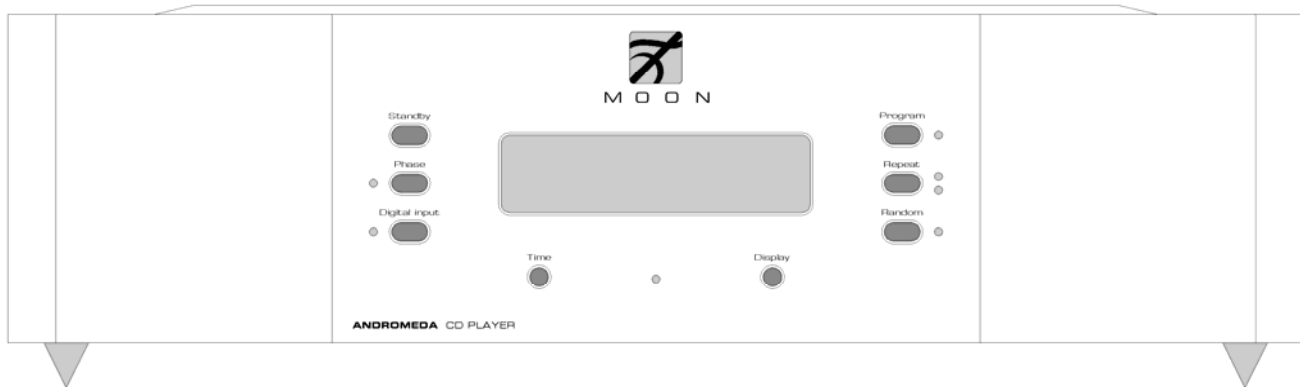 MOON
Standby
Program
Phase
Repeat
Digital input
Random
Time
Display
ANDROMEDA CD PLAYER